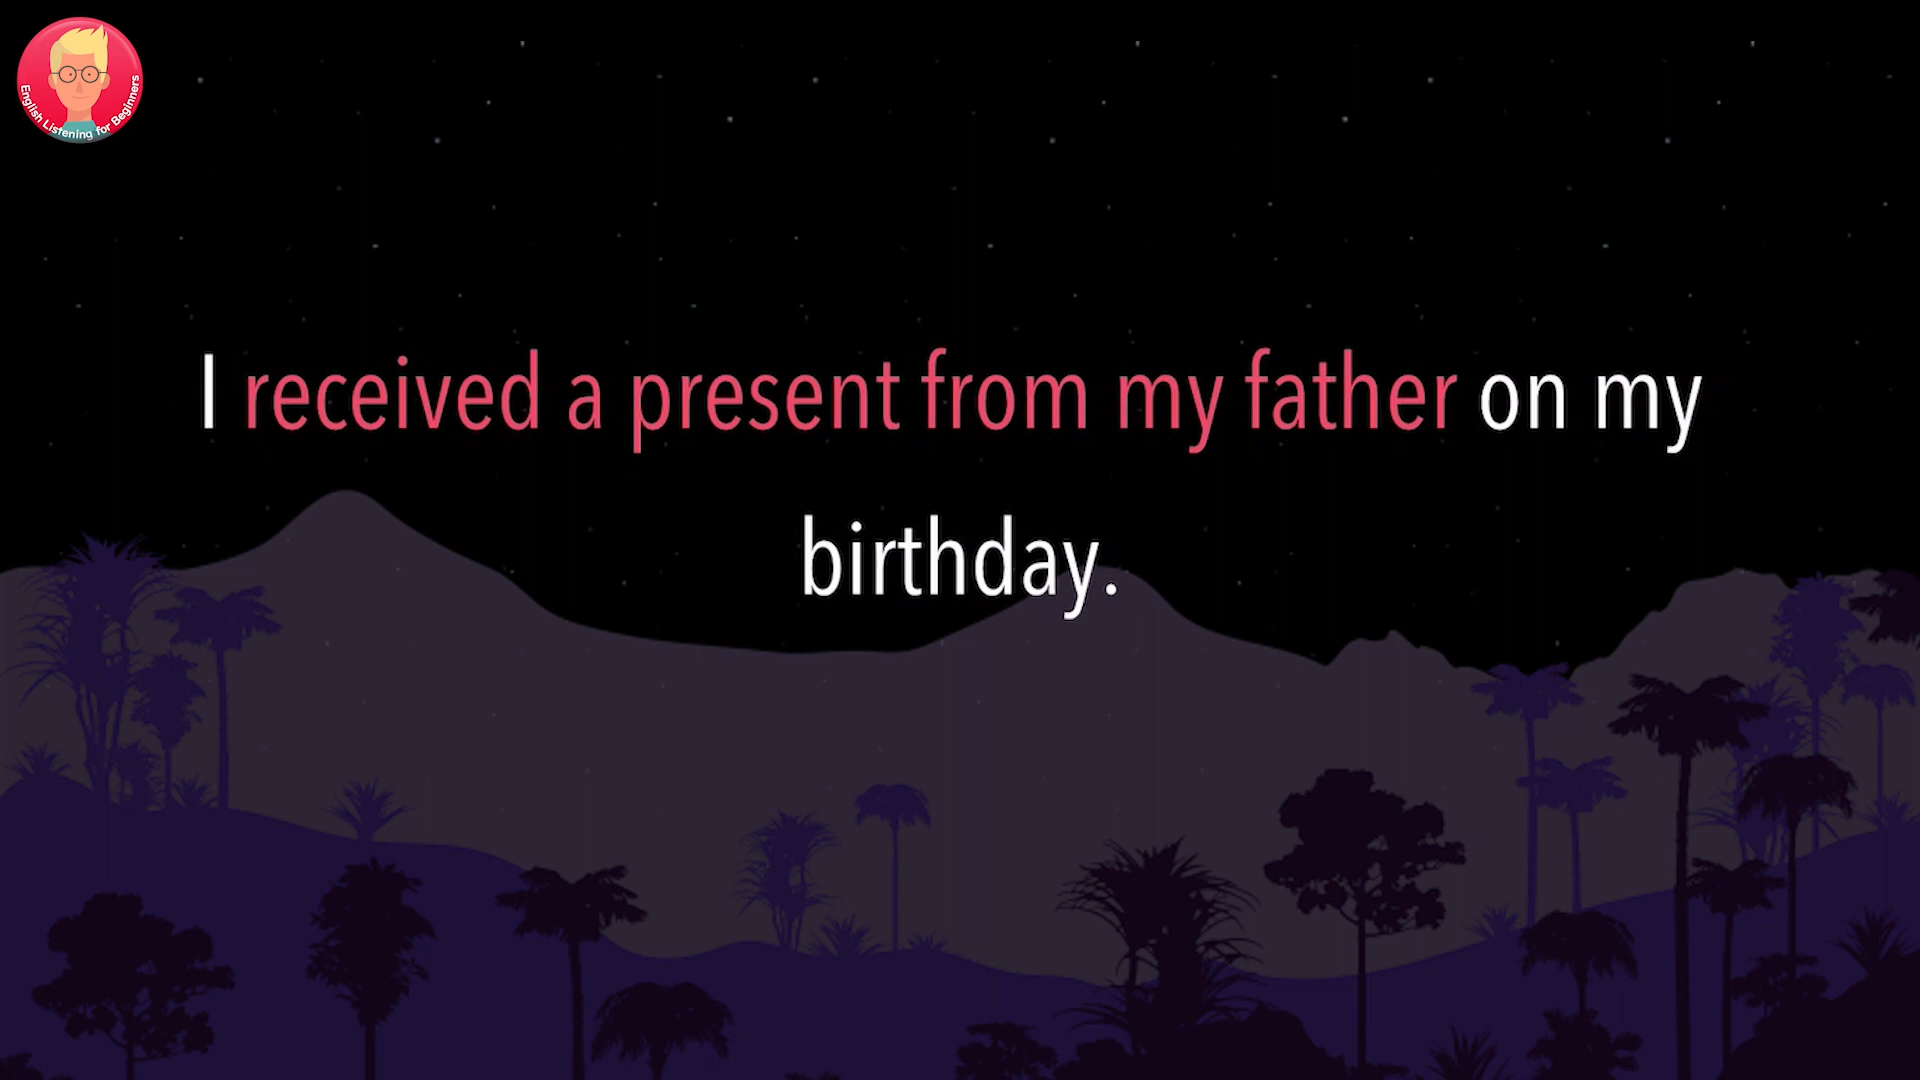 English Listening for Beginners
I received a present from my father on my
birthday.